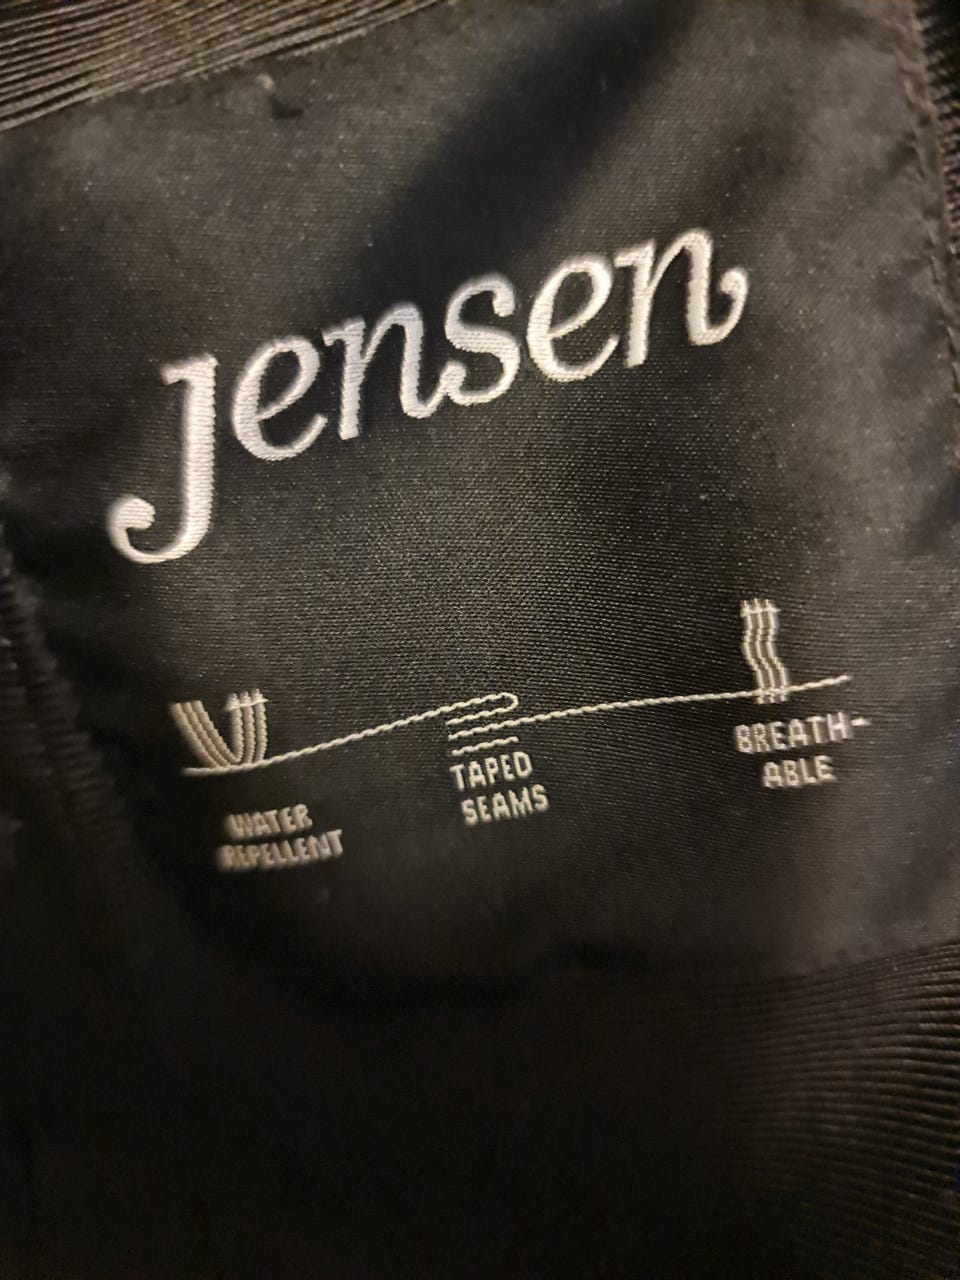 Jensen
WATER
REPELLENT
TAPED
SEAMS
BREATH-
ABLE